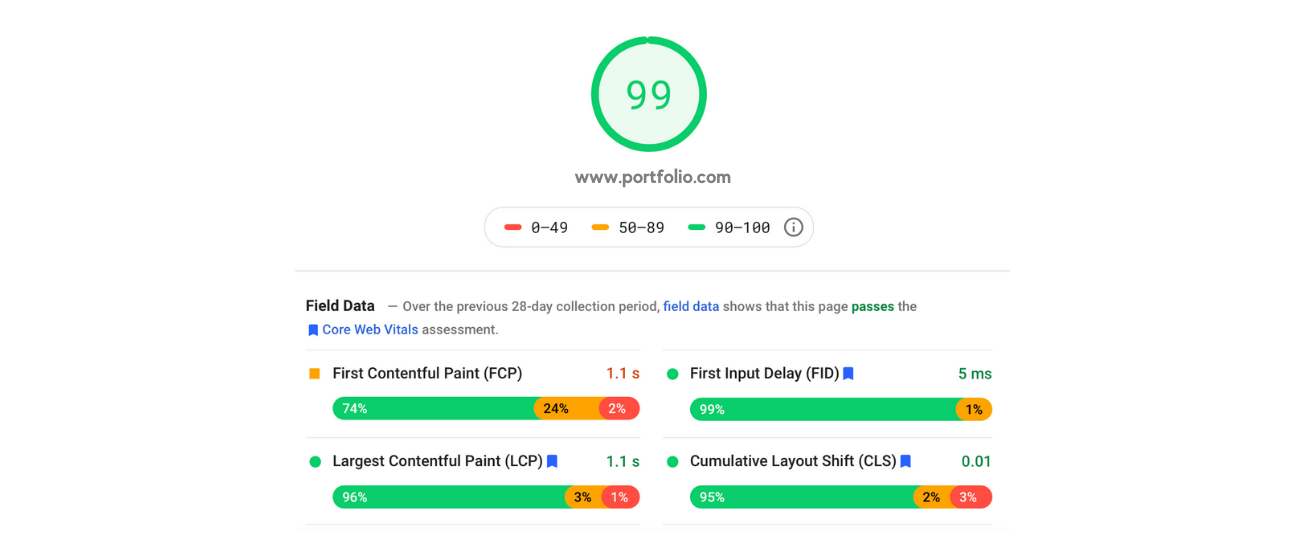 99
www.portfolio.com
0–49 50–89 90–100
Field Data — Over the previous 28-day collection period, field data shows that this page passes the
Core Web Vitals assessment.
First Contentful Paint (FCP) 1.1 s
74% 24% 2%
First Input Delay (FID) 5 ms
99% 1%
Largest Contentful Paint (LCP) 1.1 s
96% 3% 1%
Cumulative Layout Shift (CLS) 0.01
95% 2% 3%